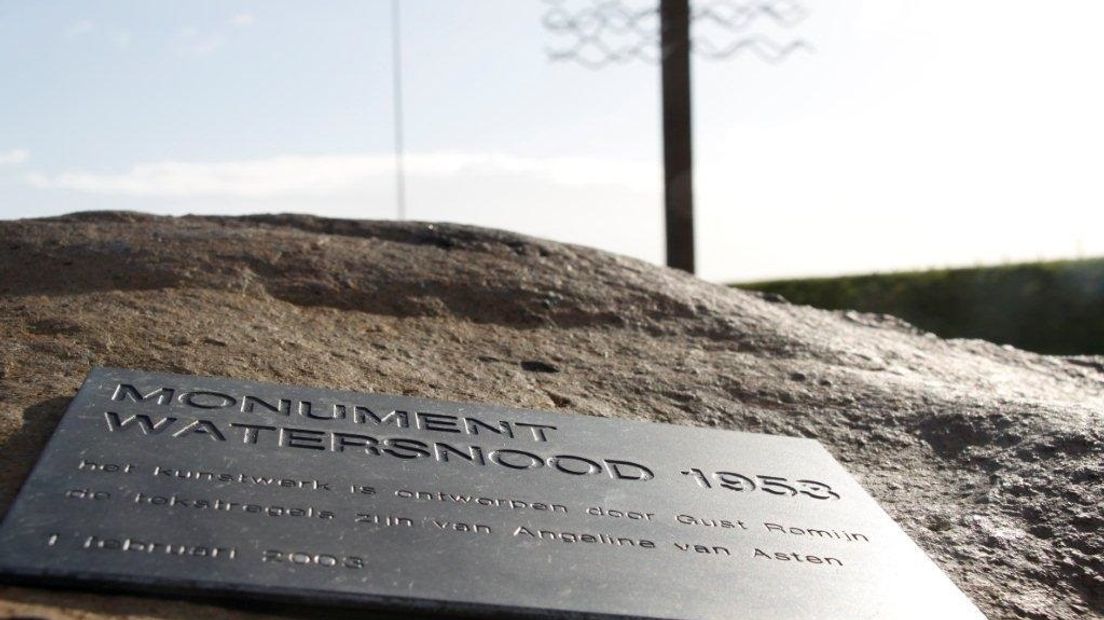 MONUMENT
WATERSNOOD 1953
het kunstwerk is ontworpen door Gust Romijn
de tekstregels zijn van Angeline van Asten
1 februari 2003